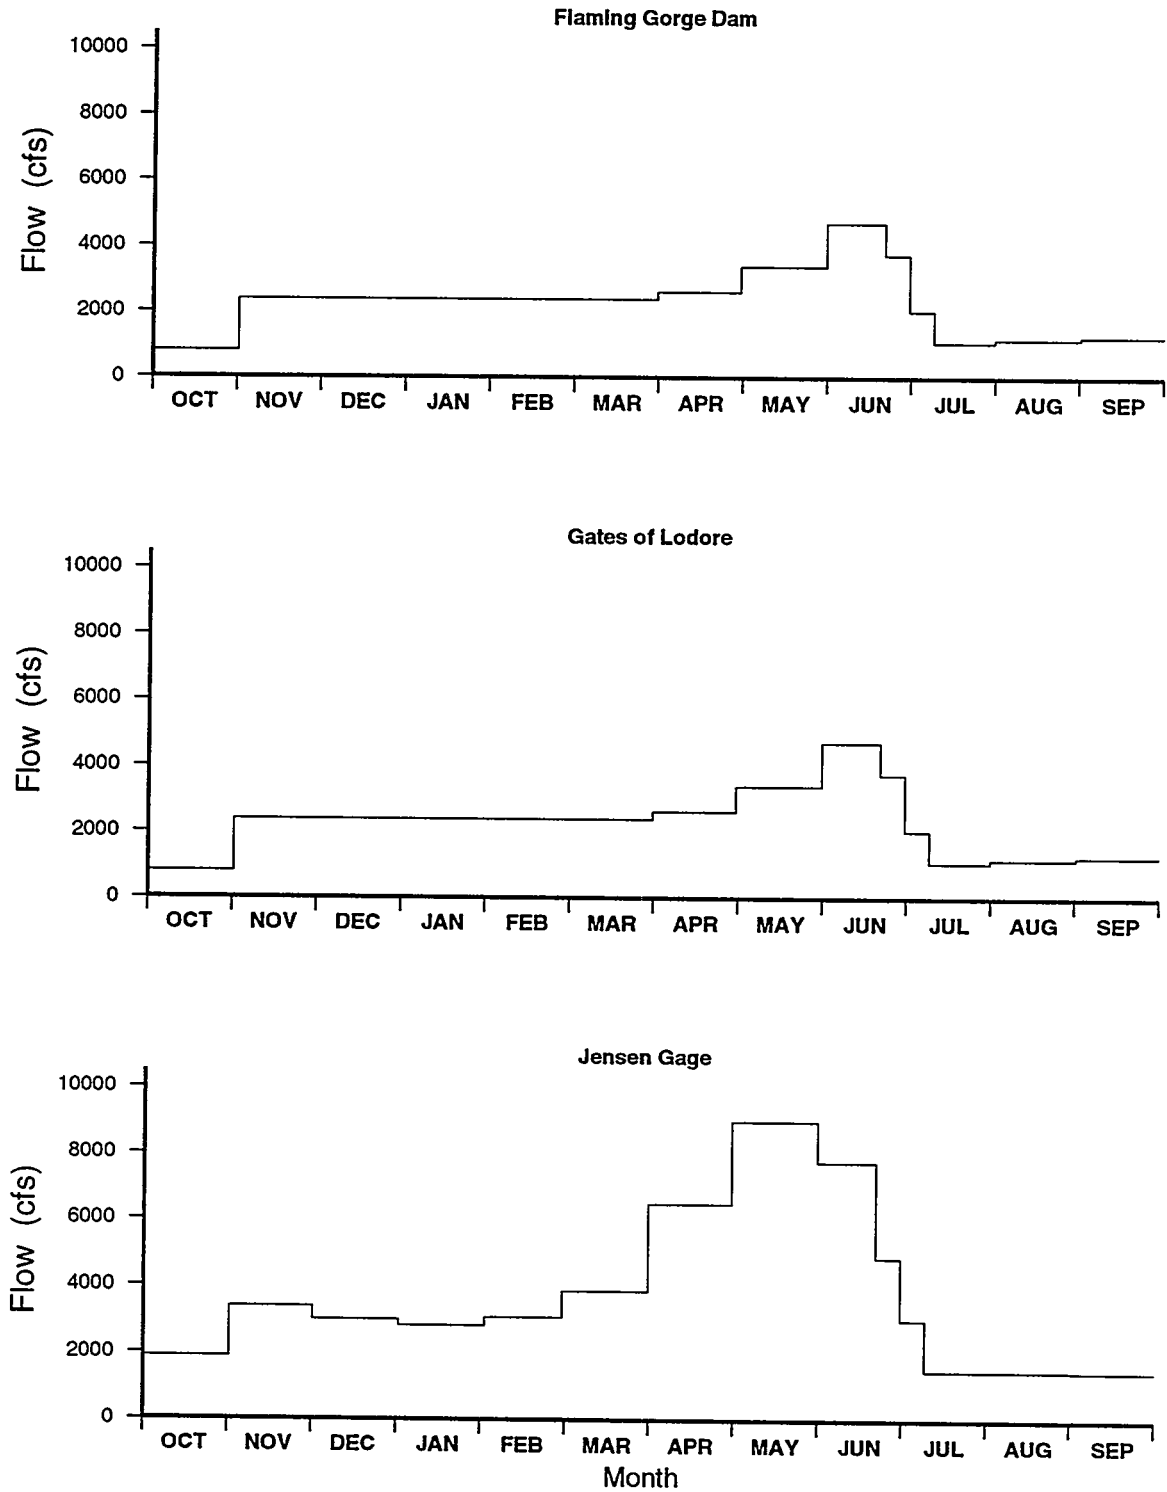 Flaming Gorge Dam
10000
8000
6000
4000
2000
0
Flow (cfs)
OCT NOV DEC JAN FEB MAR APR MAY JUN JUL AUG SEP
Gates of Lodore
10000
8000
6000
4000
2000
0
Flow (cfs)
OCT NOV DEC JAN FEB MAR APR MAY JUN JUL AUG SEP
Jensen Gage
10000
8000
6000
4000
2000
0
Flow (cfs)
OCT NOV DEC JAN FEB MAR APR MAY JUN JUL AUG SEP
Month